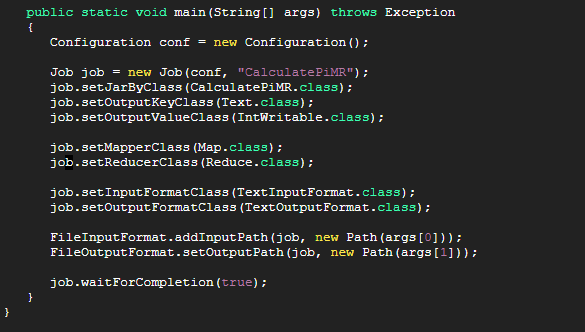 public static void main(String[] args) throws Exception
{
Configuration conf = new Configuration();
Job job = new Job(conf, "CalculatePiMR");
job.setJarByClass(CalculatePiMR.class);
job.setOutputKeyClass(Text.class);
job.setOutputValueClass(IntWritable.class);
job.setMapperClass(Map.class);
job.setReducerClass(Reduce.class);
job.setInputFormatClass(TextInputFormat.class);
job.setOutputFormatClass(TextOutputFormat.class);
FileInputFormat.addInputPath(job, new Path(args[0]));
FileOutputFormat.setOutputPath(job, new Path(args[1]));
job.waitForCompletion(true);
}
}